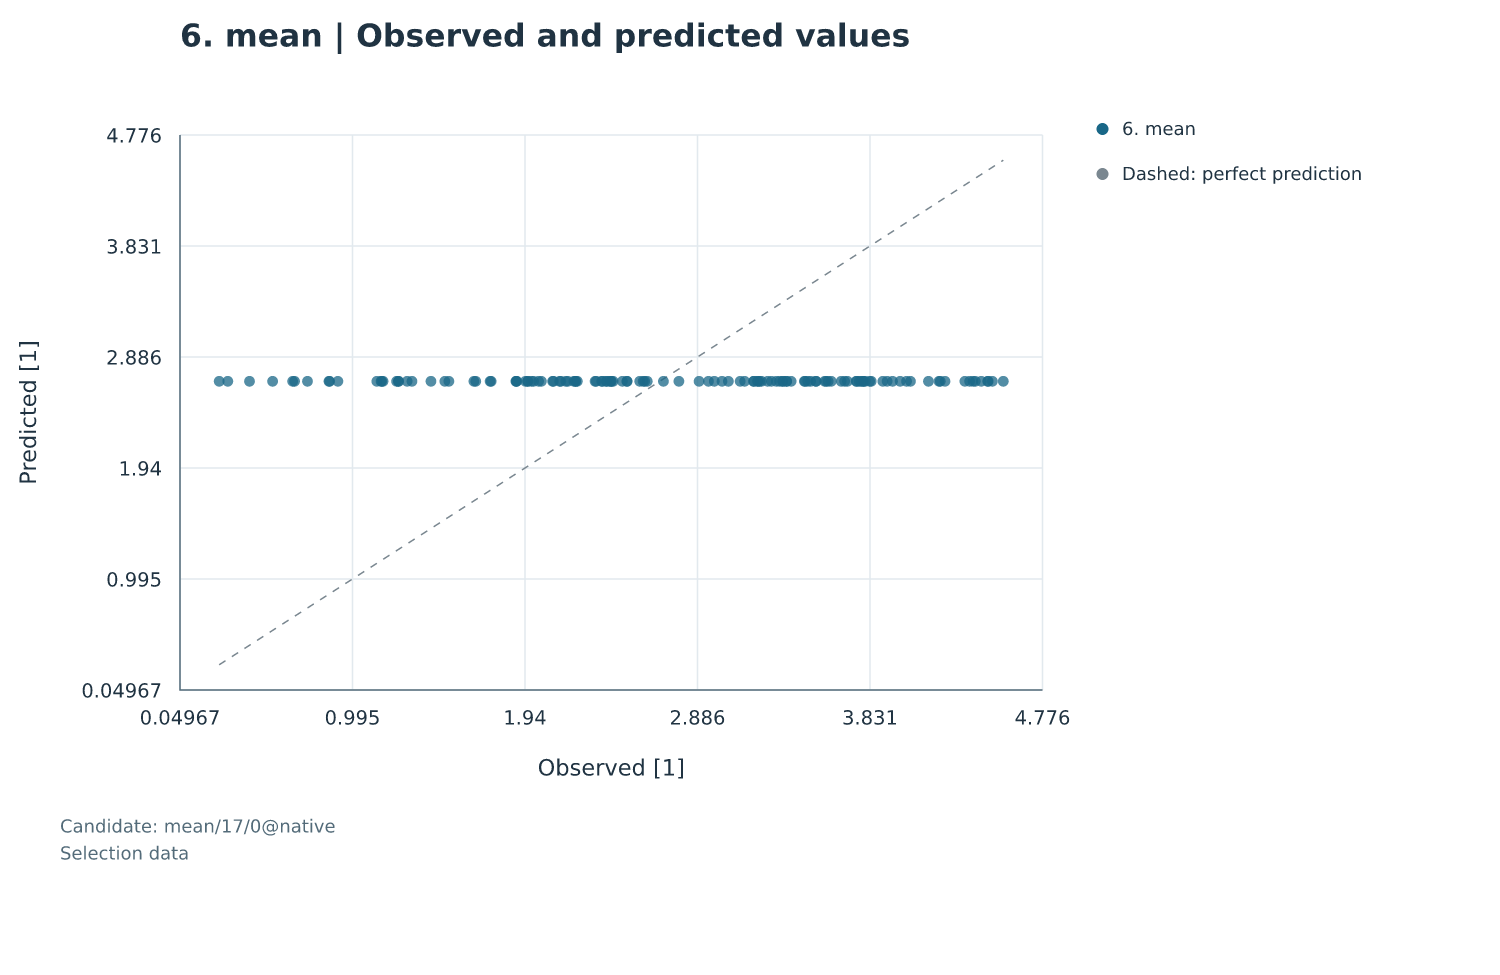 6. mean | Observed and predicted values
6. mean
Dashed: perfect prediction
4.776
3.831
2.886
1.94
0.995
0.04967
Predicted [1]
0.04967 0.995 1.94 2.886 3.831 4.776
Observed [1]
Candidate: mean/17/0@native
Selection data